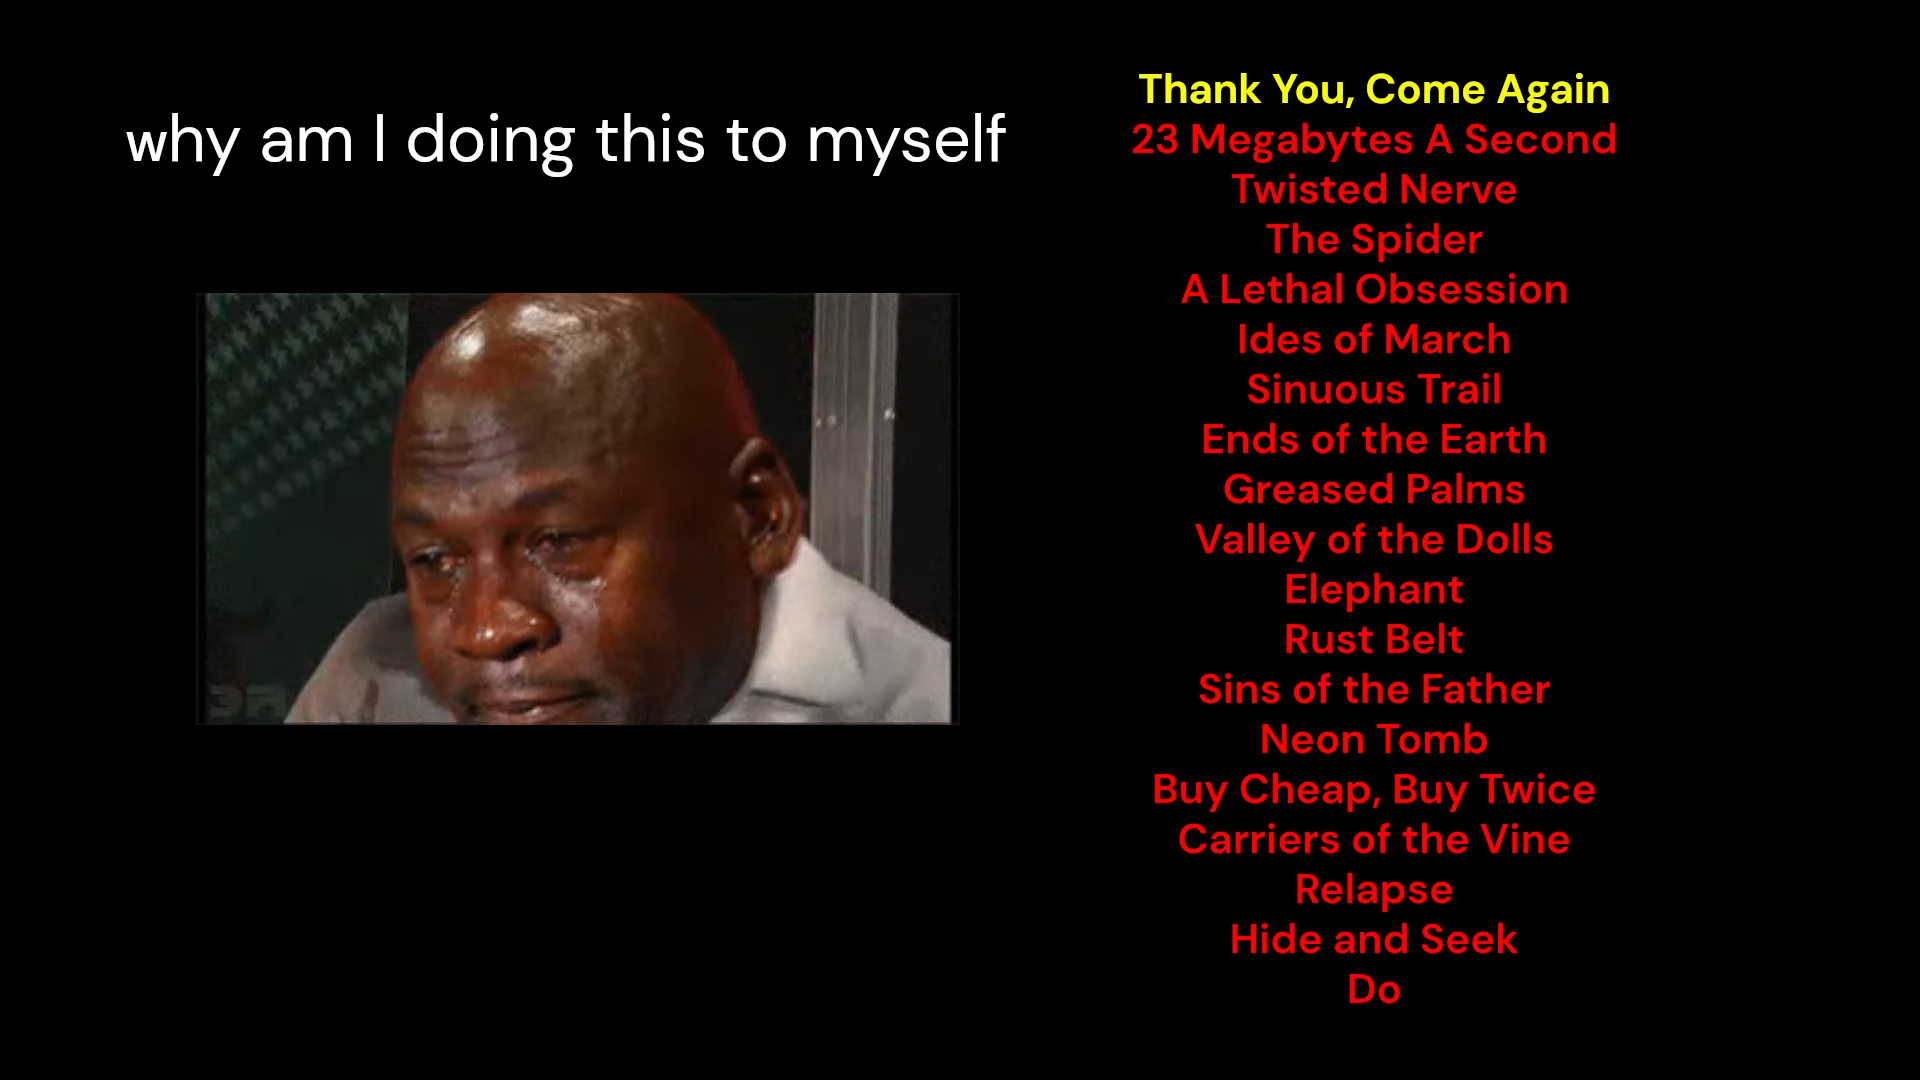 why am I doing this to myself
Thank You, Come Again
23 Megabytes A Second
Twisted Nerve
The Spider
A Lethal Obsession
Ides of March
Sinuous Trail
Ends of the Earth
Greased Palms
Valley of the Dolls
Elephant
Rust Belt
Sins of the Father
Neon Tomb
Buy Cheap, Buy Twice
Carriers of the Vine
Relapse
Hide and Seek
Do